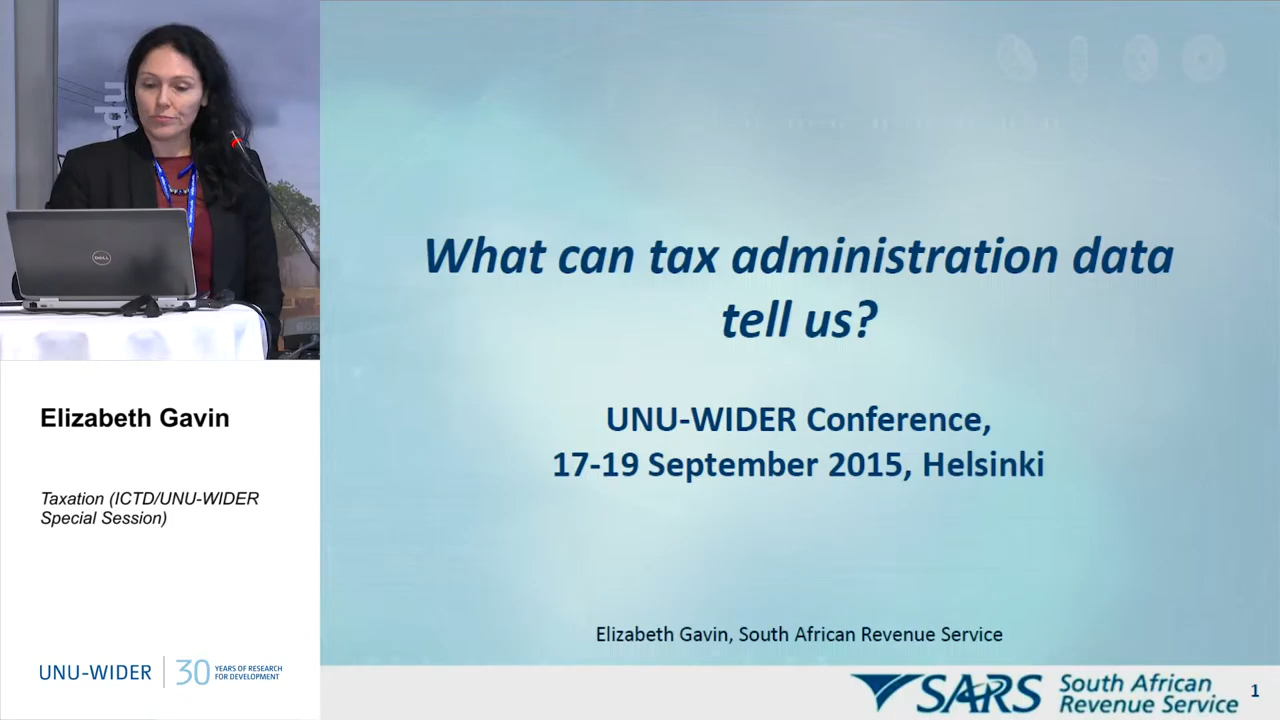 What can tax administration data
tell us?
UNU-WIDER Conference,
17-19 September 2015, Helsinki
Elizabeth Gavin, South African Revenue Service
SARS South African
Revenue Service
1
DELL
Elizabeth Gavin
Taxation (ICTD/UNU-WIDER
Special Session)
UNU-WIDER
30 YEARS OF RESEARCH
FOR DEVELOPMENT